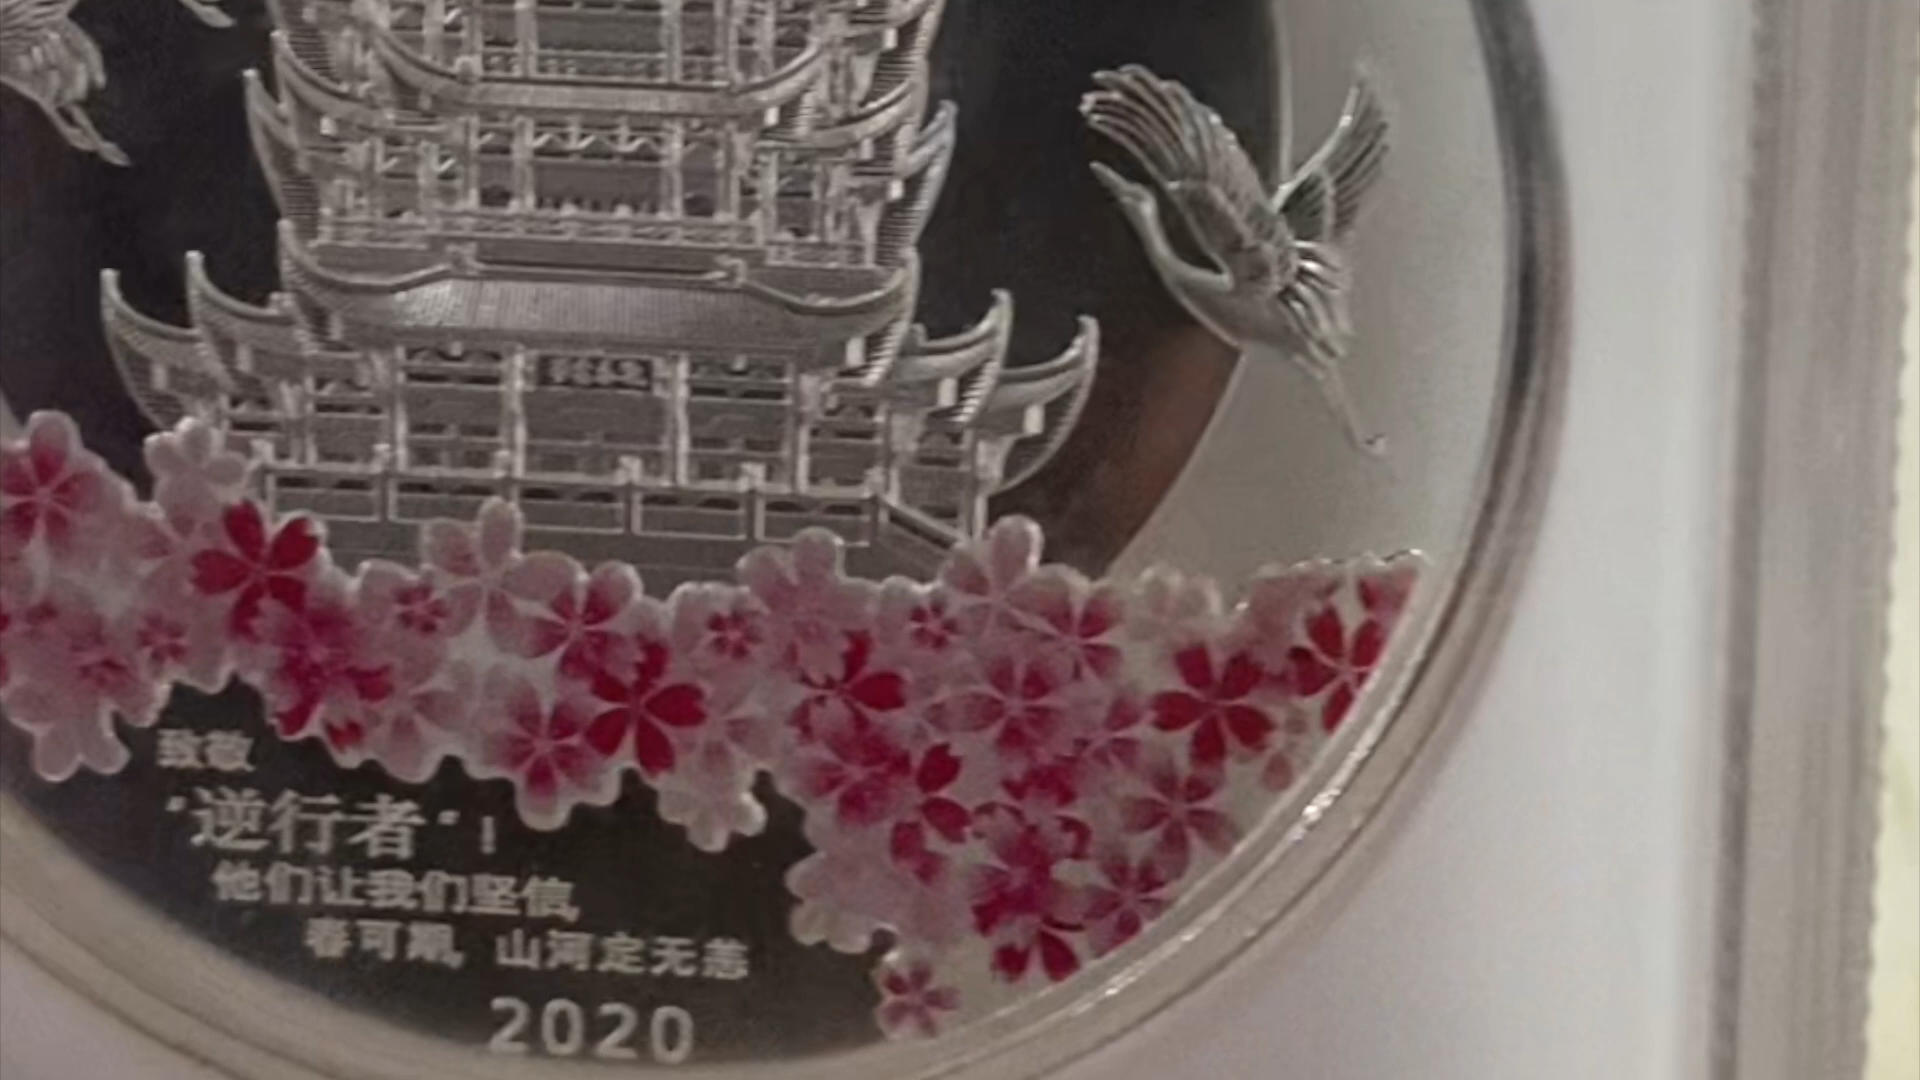 致敬
“逆行者”！
他们让我们坚信,
春可期, 山河定无恙
2020